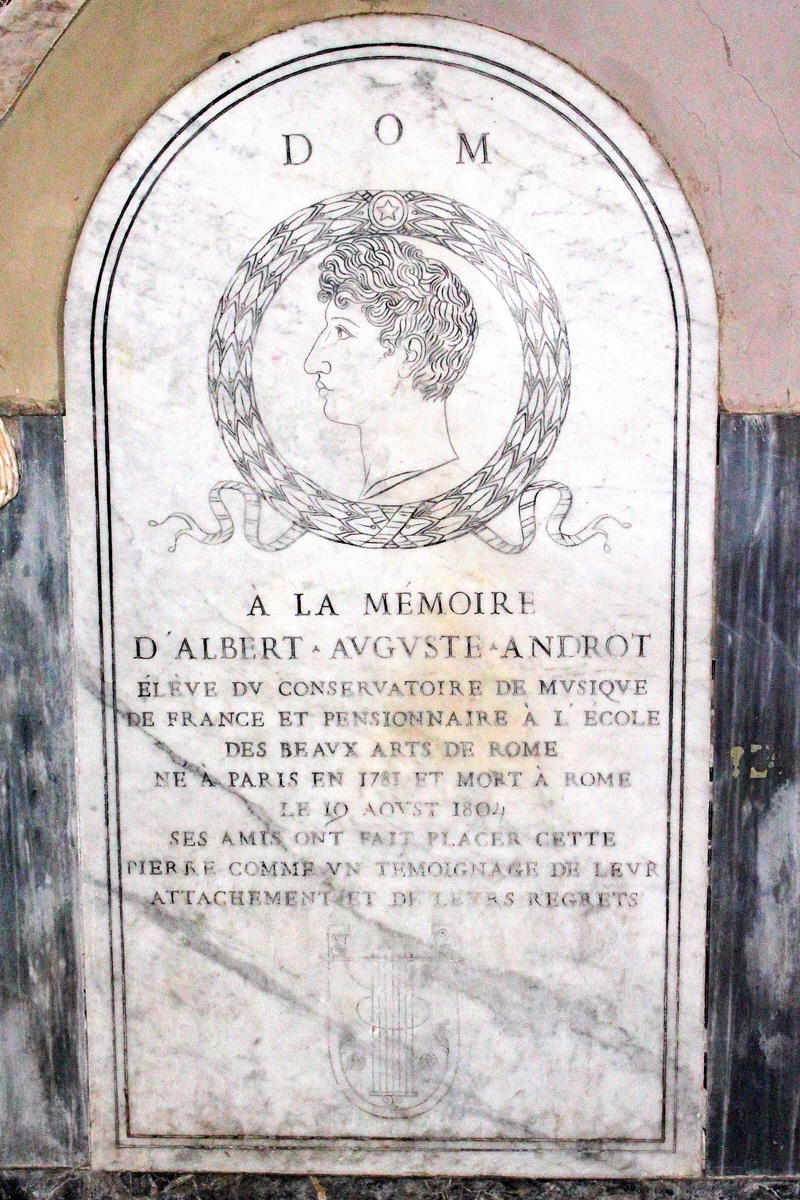 D O M
À LA MÉMOIRE
D'ALBERT AVGVSTE ANDROT
ÉLÈVE DV CONSERVATOIRE DE MVSIQVE
DE FRANCE ET PENSIONNAIRE À L'ÉCOLE
DES BEAVX ARTS DE ROME
NÉ À PARIS EN 1781 ET MORT À ROME
LE 19 AOVST 1804
SES AMIS ONT FAIT PLACER CETTE
PIERRE COMME VN TÉMOIGNAGE DE LEVR
ATTACHEMENT ET DE LEVRS REGRETS